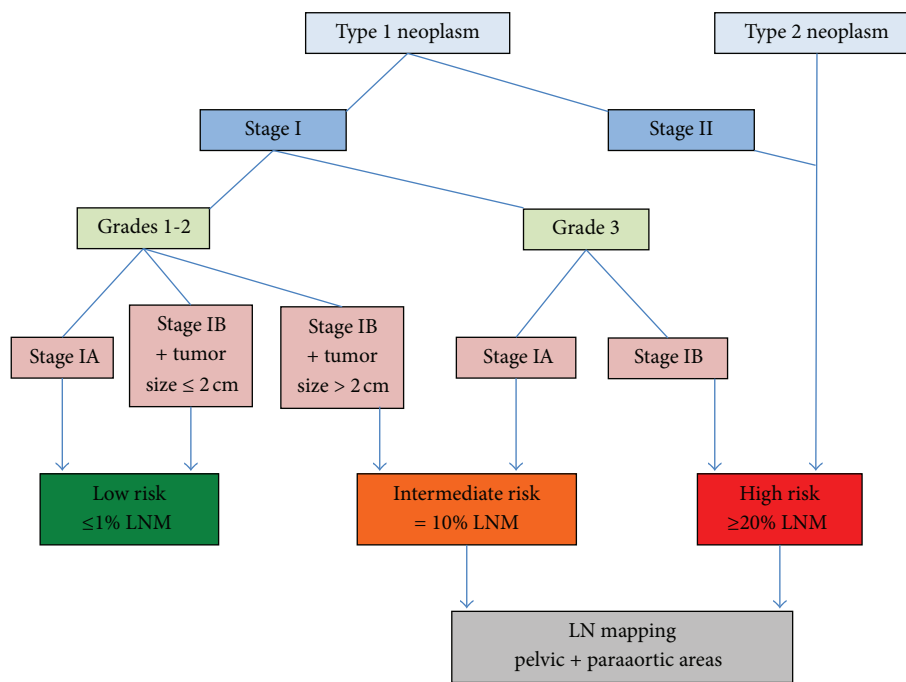 Type 1 neoplasm
Type 2 neoplasm
Stage I
Stage II
Grades 1-2
Grade 3
Stage IA
Stage IB
+ tumor
size ≤ 2 cm
Stage IB
+ tumor
size > 2 cm
Stage IA
Stage IB
Low risk
≤1% LNM
Intermediate risk
= 10% LNM
High risk
≥20% LNM
LN mapping
pelvic + paraaortic areas